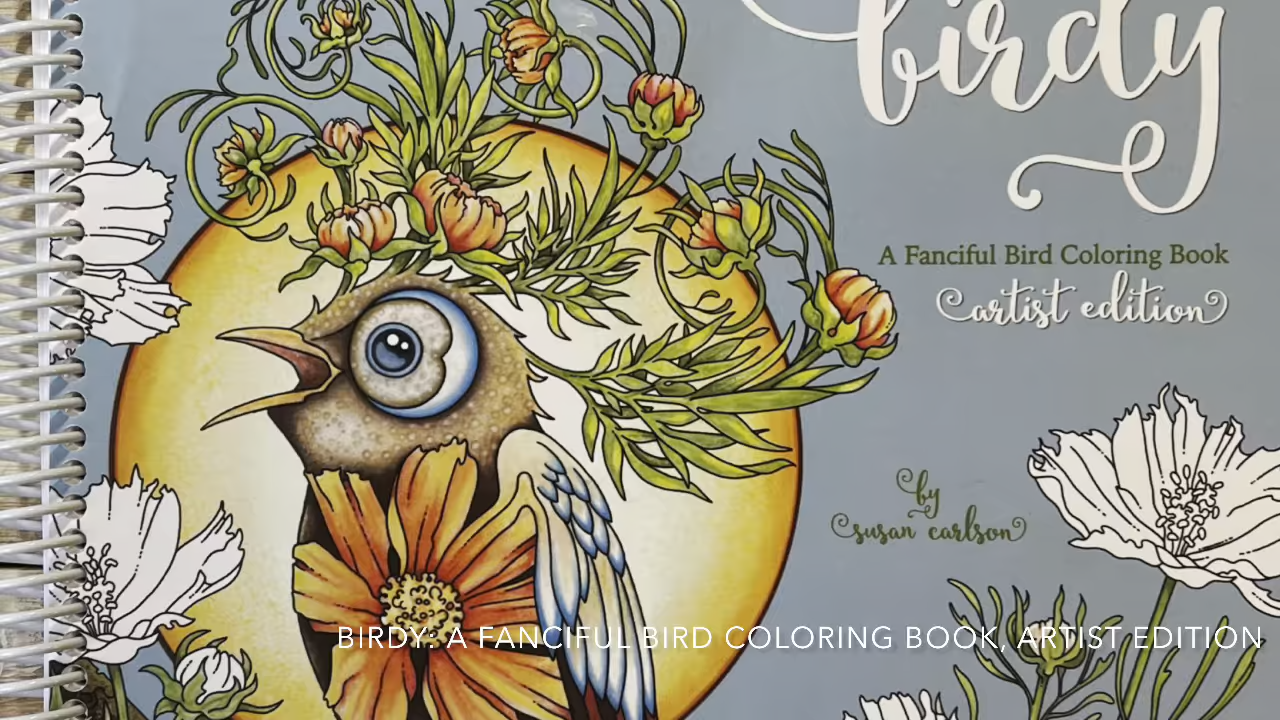 birdy
A Fanciful Bird Coloring Book
artist edition
by
susan carlson
BIRDY: A FANCIFUL BIRD COLORING BOOK, ARTIST EDITION